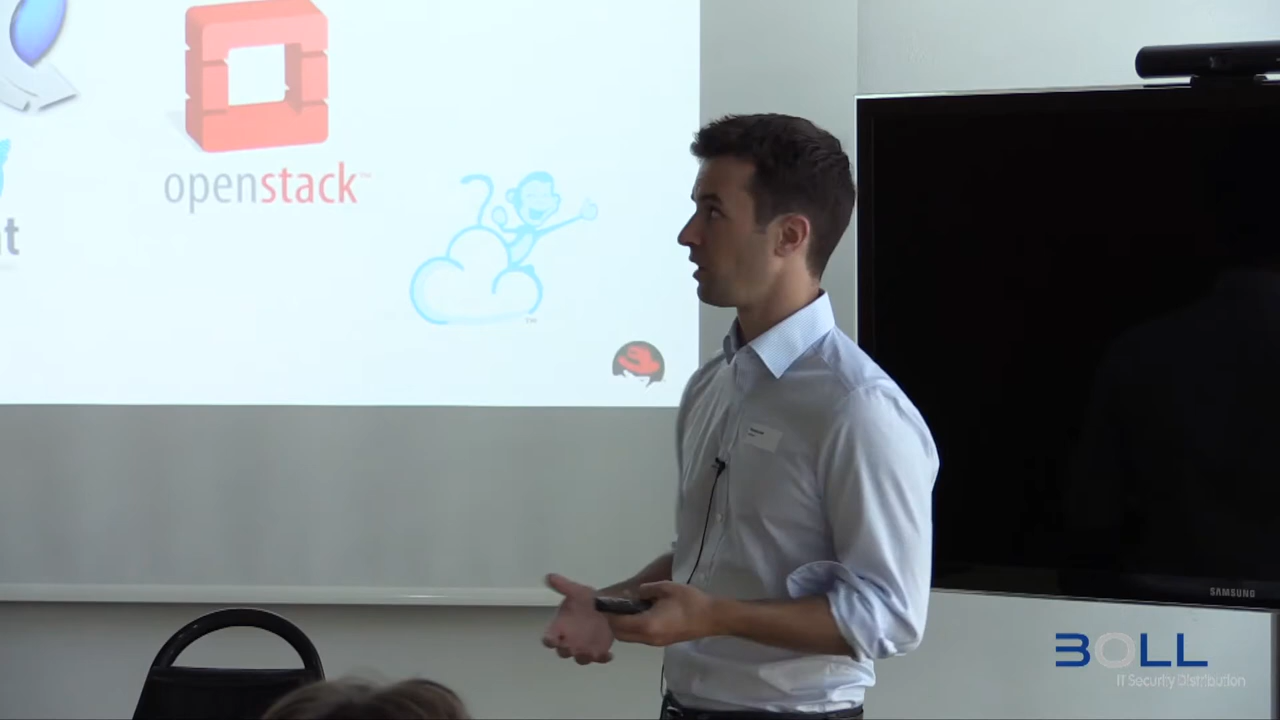 openstack™
t
TM
SAMSUNG
BOLL
IT Security Distribution